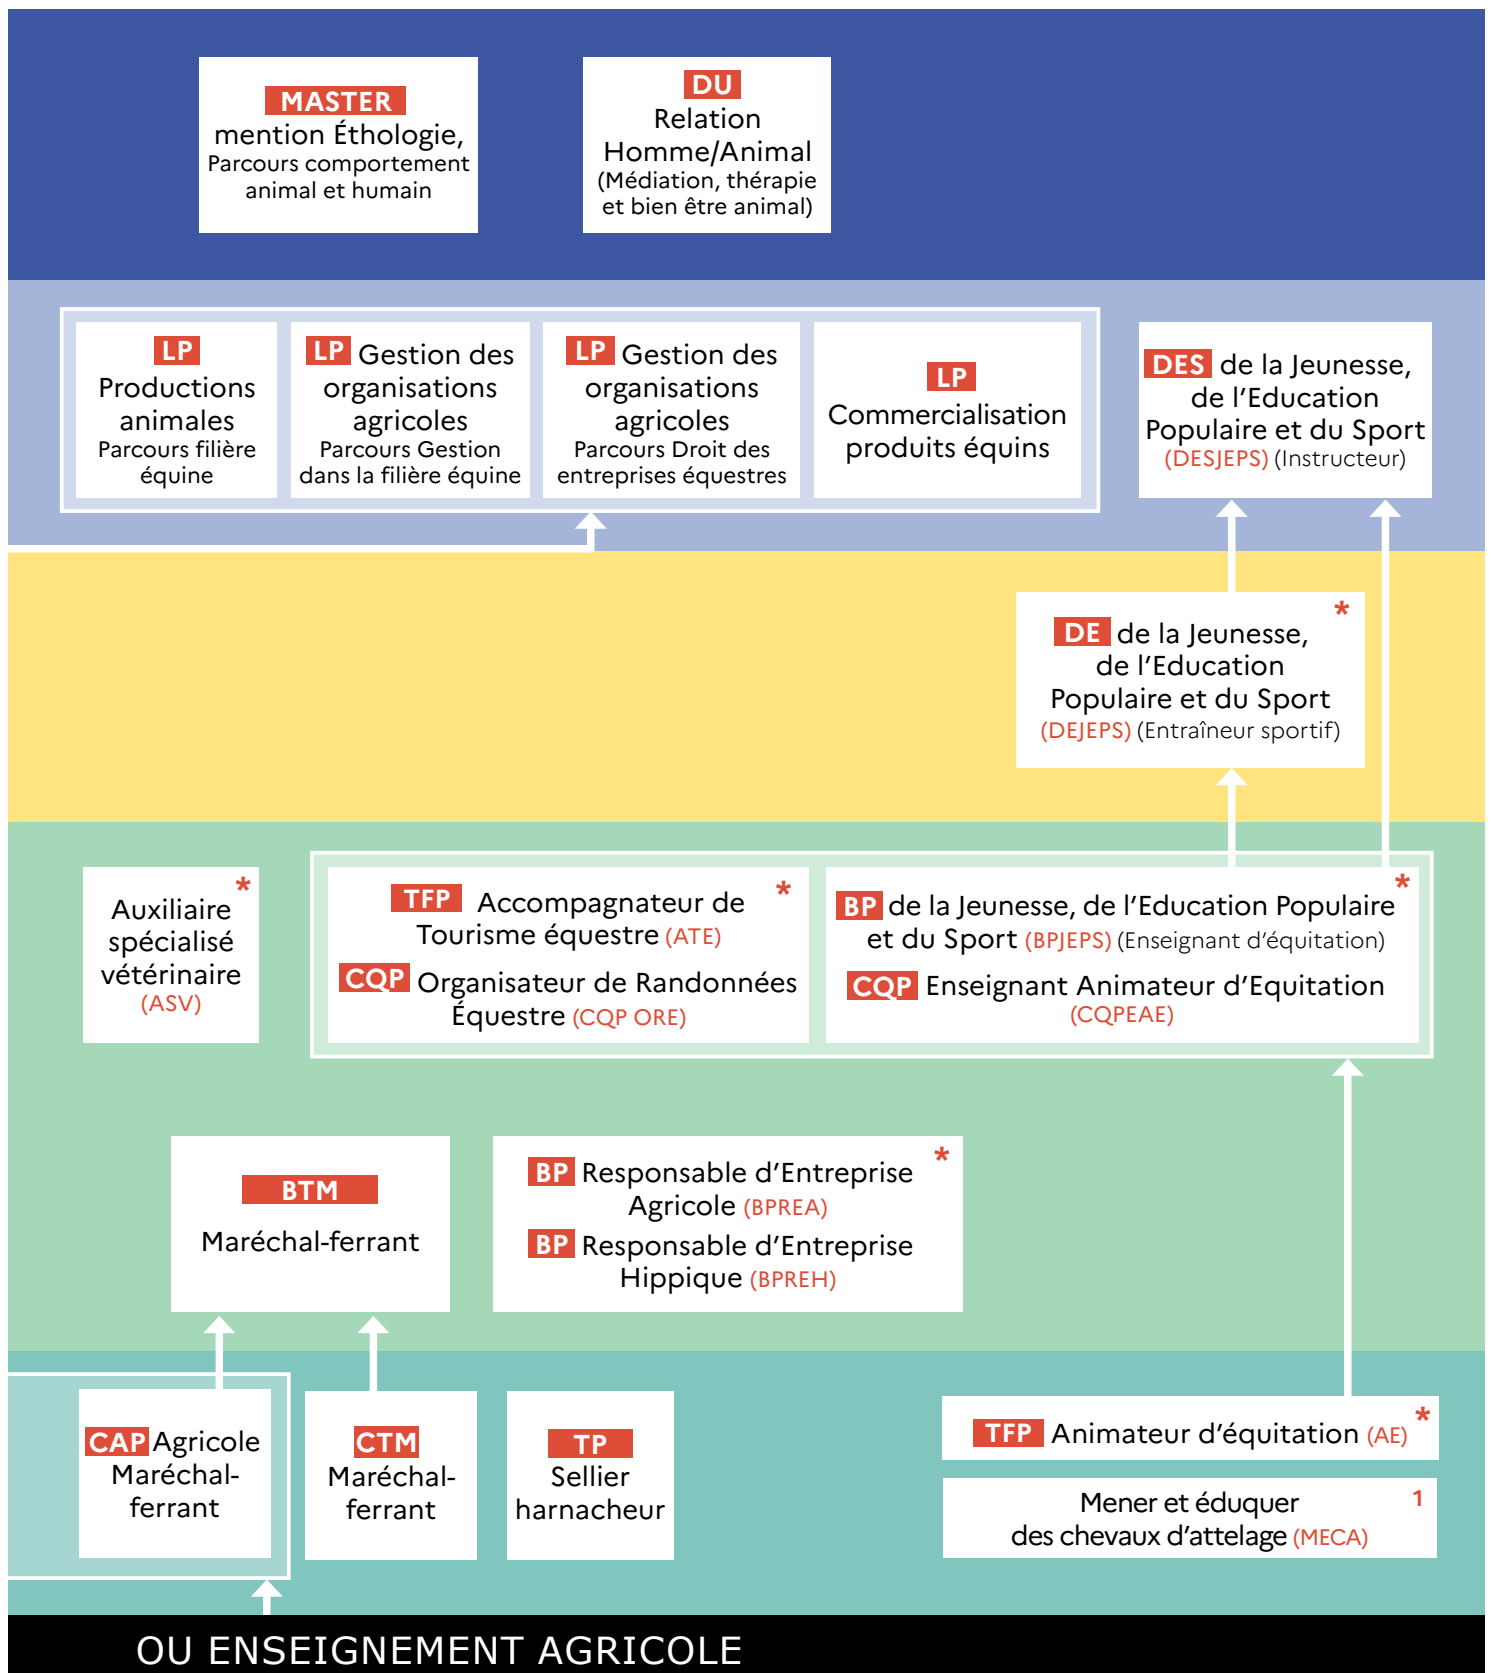 MASTER
mention Éthologie,
Parcours comportement
animal et humain
DU
Relation
Homme/Animal
(Médiation, thérapie
et bien être animal)
LP
Productions
animales
Parcours filière
équine
LP Gestion des
organisations
agricoles
Parcours Gestion
dans la filière équine
LP Gestion des
organisations
agricoles
Parcours Droit des
entreprises équestres
LP
Commercialisation
produits équins
DES de la Jeunesse,
de l'Education
Populaire et du Sport
(DESJEPS) (Instructeur)
*
DE de la Jeunesse,
de l'Education
Populaire et du Sport
(DEJEPS) (Entraîneur sportif)
*
Auxiliaire
spécialisé
vétérinaire
(ASV)
*
TFP Accompagnateur de
Tourisme équestre (ATE)
CQP Organisateur de Randonnées
Équestre (CQP ORE)
*
BP de la Jeunesse, de l'Education Populaire
et du Sport (BPJEPS) (Enseignant d'équitation)
CQP Enseignant Animateur d'Equitation
(CQPEAE)
BTM
Maréchal-ferrant
*
BP Responsable d'Entreprise
Agricole (BPREA)
BP Responsable d'Entreprise
Hippique (BPREH)
CAP Agricole
Maréchal-
ferrant
CTM
Maréchal-
ferrant
TP
Sellier
harnacheur
TFP Animateur d'équitation (AE) *
Mener et éduquer 1
des chevaux d'attelage (MECA)
OU ENSEIGNEMENT AGRICOLE